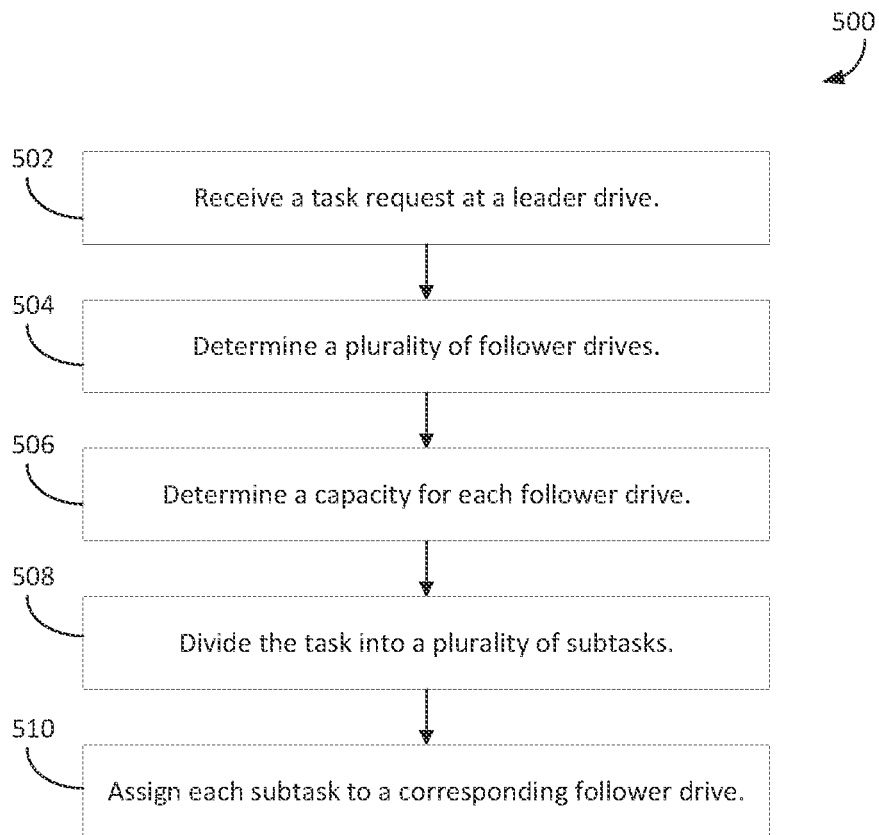 500
502
Receive a task request at a leader drive.
504
Determine a plurality of follower drives.
506
Determine a capacity for each follower drive.
508
Divide the task into a plurality of subtasks.
510
Assign each subtask to a corresponding follower drive.